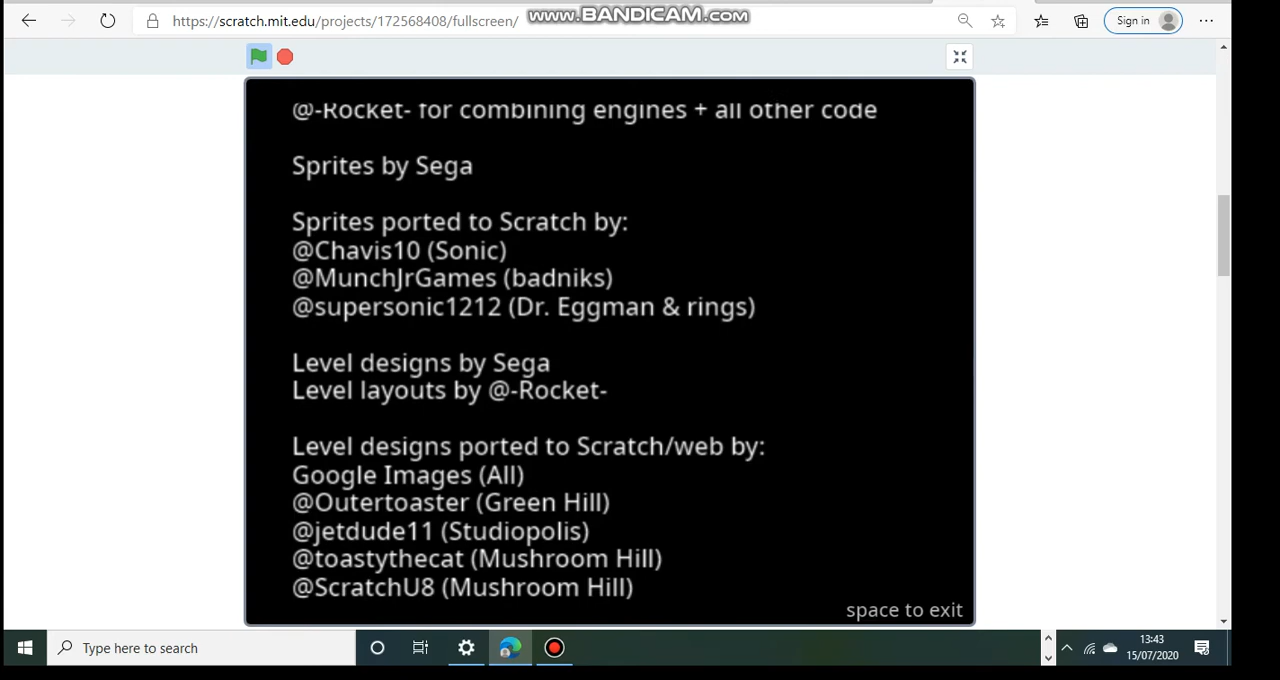 https://scratch.mit.edu/projects/172568408/fullscreen/
www.BANDICAM.com
Sign in
@-Rocket- for combining engines + all other code
Sprites by Sega
Sprites ported to Scratch by:
@Chavis10 (Sonic)
@MunchJrGames (badniks)
@supersonic1212 (Dr. Eggman & rings)
Level designs by Sega
Level layouts by @-Rocket-
Level designs ported to Scratch/web by:
Google Images (All)
@Outertoaster (Green Hill)
@jetdude11 (Studiopolis)
@toastythecat (Mushroom Hill)
@ScratchU8 (Mushroom Hill)
space to exit
Type here to search
13:43
15/07/2020